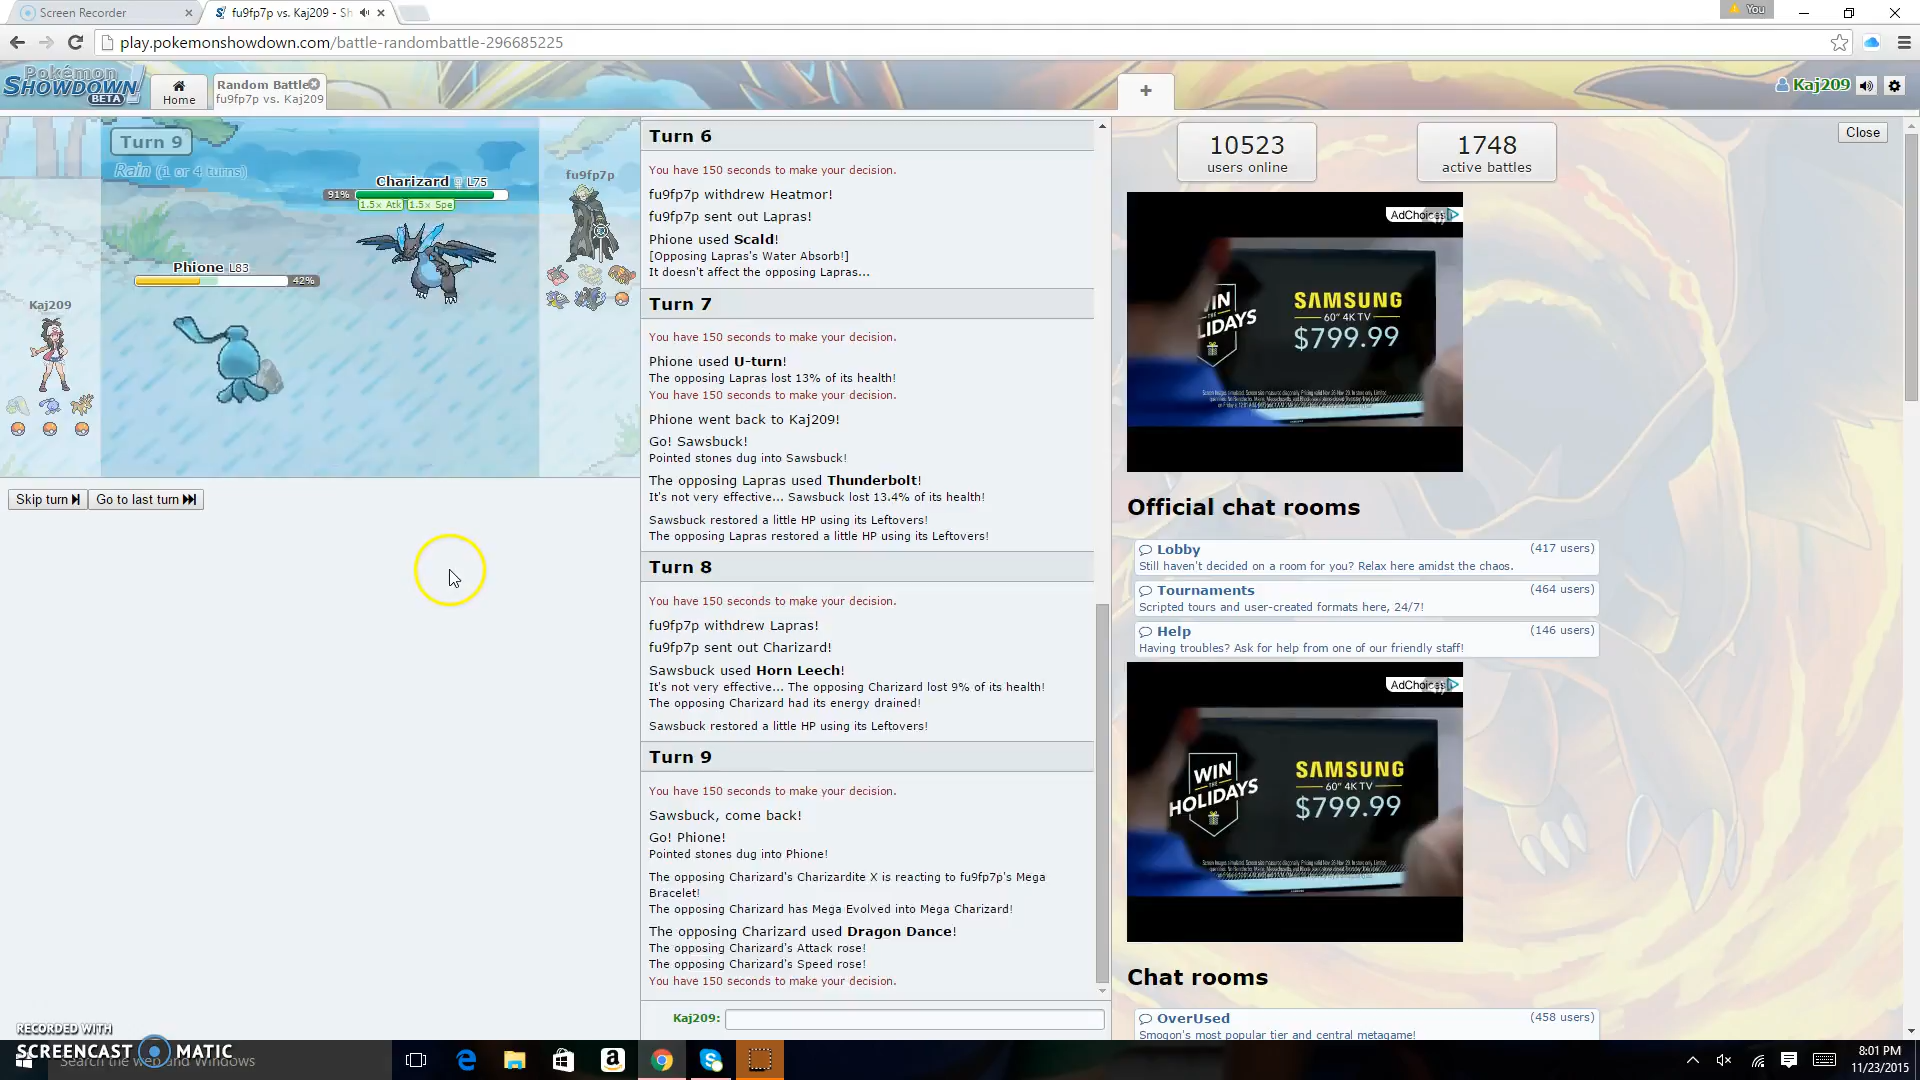 Screen Recorder
fu9fp7p vs. Kaj209 - Sh
You
play.pokemonshowdown.com/battle-randombattle-296685225
Pokémon
SHOWDOWN
BETA
Home
Random Battle
fu9fp7p vs. Kaj209
+
Kaj209
Turn 9
Rain (1 or 4 turns)
Charizard ♀ L75
91%
1.5× Atk 1.5× Spe
Phione L83
42%
fu9fp7p
Kaj209
Skip turn
Go to last turn
Turn 6
You have 150 seconds to make your decision.
fu9fp7p withdrew Heatmor!
fu9fp7p sent out Lapras!
Phione used Scald!
[Opposing Lapras's Water Absorb!]
It doesn't affect the opposing Lapras...
Turn 7
You have 150 seconds to make your decision.
Phione used U-turn!
The opposing Lapras lost 13% of its health!
You have 150 seconds to make your decision.
Phione went back to Kaj209!
Go! Sawsbuck!
Pointed stones dug into Sawsbuck!
The opposing Lapras used Thunderbolt!
It's not very effective... Sawsbuck lost 13.4% of its health!
Sawsbuck restored a little HP using its Leftovers!
The opposing Lapras restored a little HP using its Leftovers!
Turn 8
You have 150 seconds to make your decision.
fu9fp7p withdrew Lapras!
fu9fp7p sent out Charizard!
Sawsbuck used Horn Leech!
It's not very effective... The opposing Charizard lost 9% of its health!
The opposing Charizard had its energy drained!
Sawsbuck restored a little HP using its Leftovers!
Turn 9
You have 150 seconds to make your decision.
Sawsbuck, come back!
Go! Phione!
Pointed stones dug into Phione!
The opposing Charizard's Charizardite X is reacting to fu9fp7p's Mega
Bracelet!
The opposing Charizard has Mega Evolved into Mega Charizard!
The opposing Charizard used Dragon Dance!
The opposing Charizard's Attack rose!
The opposing Charizard's Speed rose!
You have 150 seconds to make your decision.
Kaj209:
10523
users online
1748
active battles
Close
AdChoices
SAMSUNG
60" 4K TV
$799.99
Official chat rooms
Lobby
(417 users)
Still haven't decided on a room for you? Relax here amidst the chaos.
Tournaments
(464 users)
Scripted tours and user-created formats here, 24/7!
Help
(146 users)
Having troubles? Ask for help from one of our friendly staff!
AdChoices
WIN
THE
HOLIDAYS
SAMSUNG
60" 4K TV
$799.99
Chat rooms
OverUsed
(458 users)
Smogon's most popular tier and central metagame!
RECORDED WITH
SCREENCAST MATIC
Search the web and Windows
8:01 PM
11/23/2015